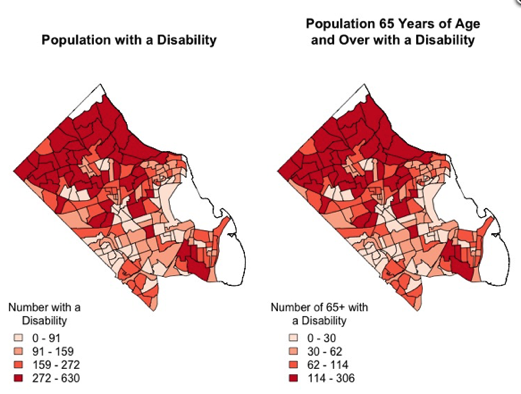 Population with a Disability
Population 65 Years of Age
and Over with a Disability
Number with a
Disability
0 - 91
91 - 159
159 - 272
272 - 630
Number of 65+ with
a Disability
0 - 30
30 - 62
62 - 114
114 - 306